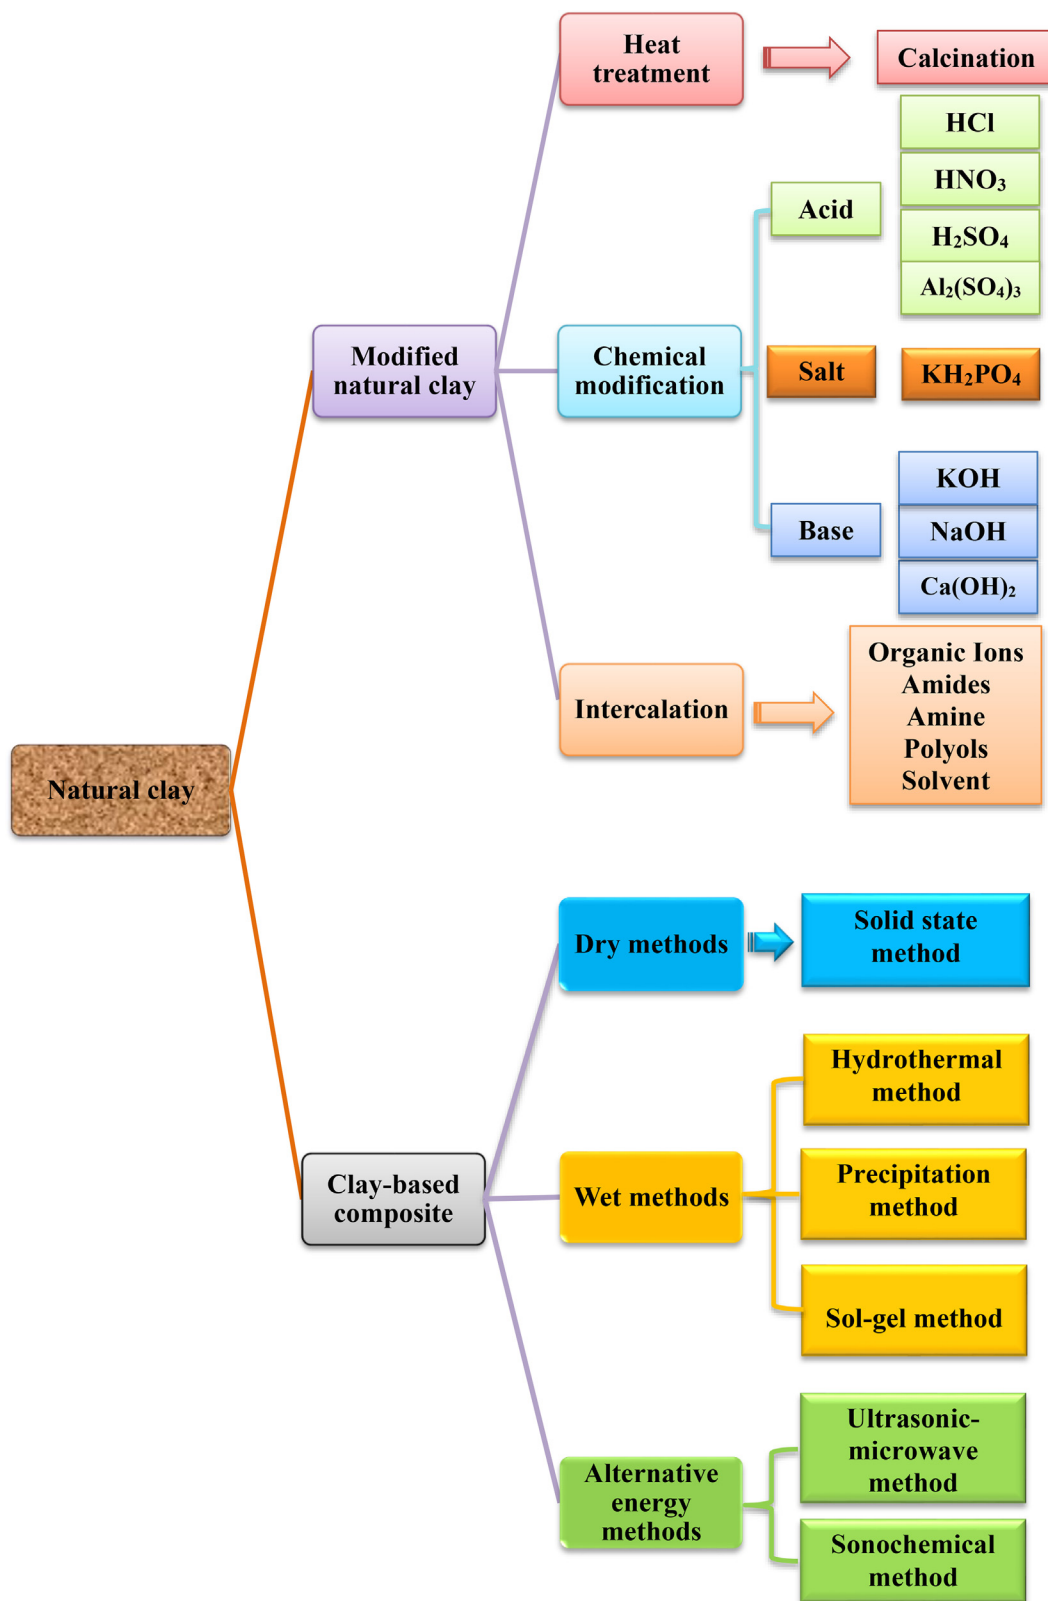 Heat
treatment
Calcination
HCl
HNO₃
H₂SO₄
Al₂(SO₄)₃
Acid
Modified
natural clay
Chemical
modification
Salt
KH₂PO₄
KOH
NaOH
Ca(OH)₂
Base
Intercalation
Organic Ions
Amides
Amine
Polyols
Solvent
Natural clay
Dry methods
Solid state
method
Hydrothermal
method
Clay-based
composite
Wet methods
Precipitation
method
Sol-gel method
Alternative
energy
methods
Ultrasonic-
microwave
method
Sonochemical
method